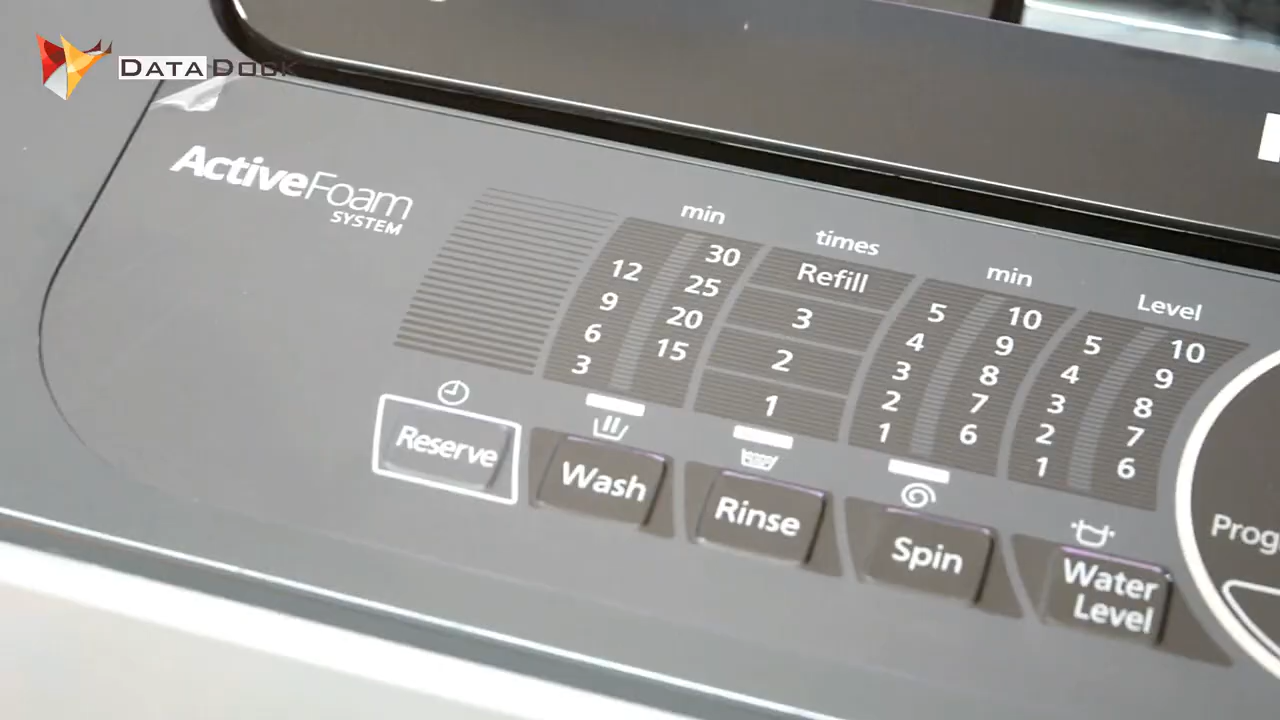 DATA DOCK
ActiveFoam
SYSTEM
min
times
min
Level
12 30
9 25
6 20
3 15
Refill
3
2
1
5 10
4 9
3 8
2 7
1 6
5 10
4 9
3 8
2 7
1 6
Reserve
Wash
Rinse
Spin
Water
Level